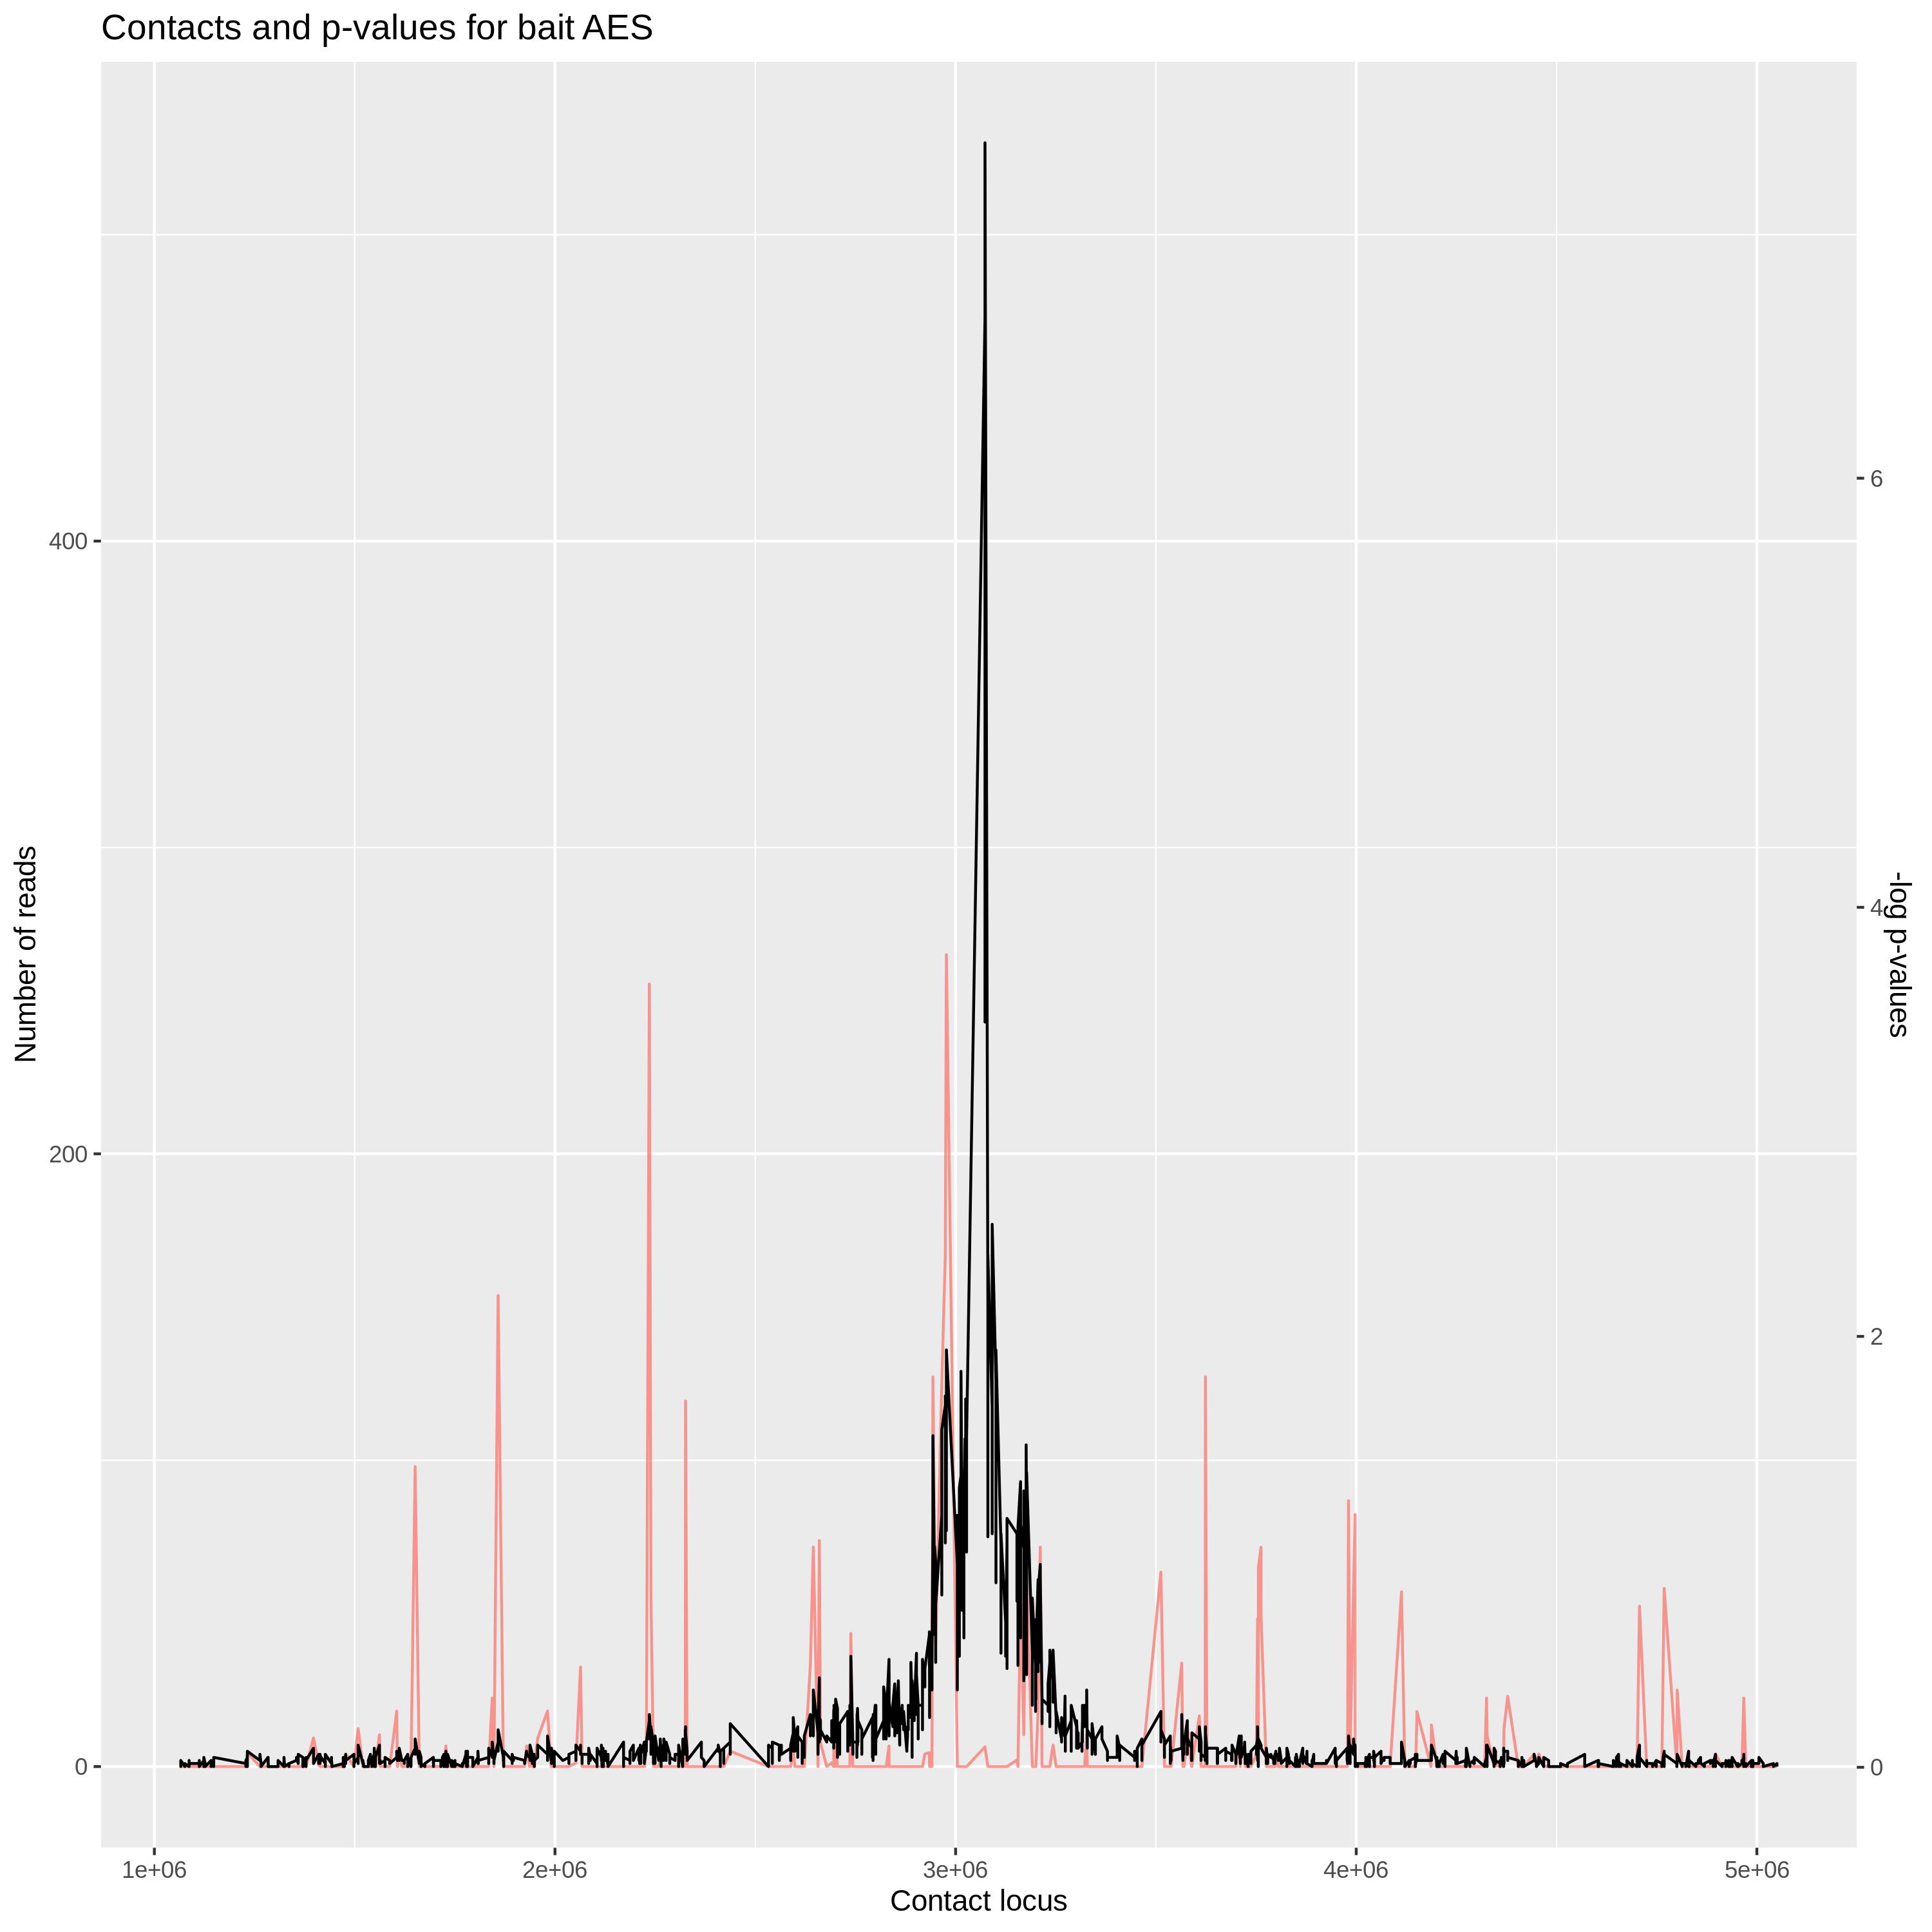 Contacts and p-values for bait AES
Number of reads
400
200
0
6
4
2
0
-log p-values
1e+06
2e+06
3e+06
4e+06
5e+06
Contact locus